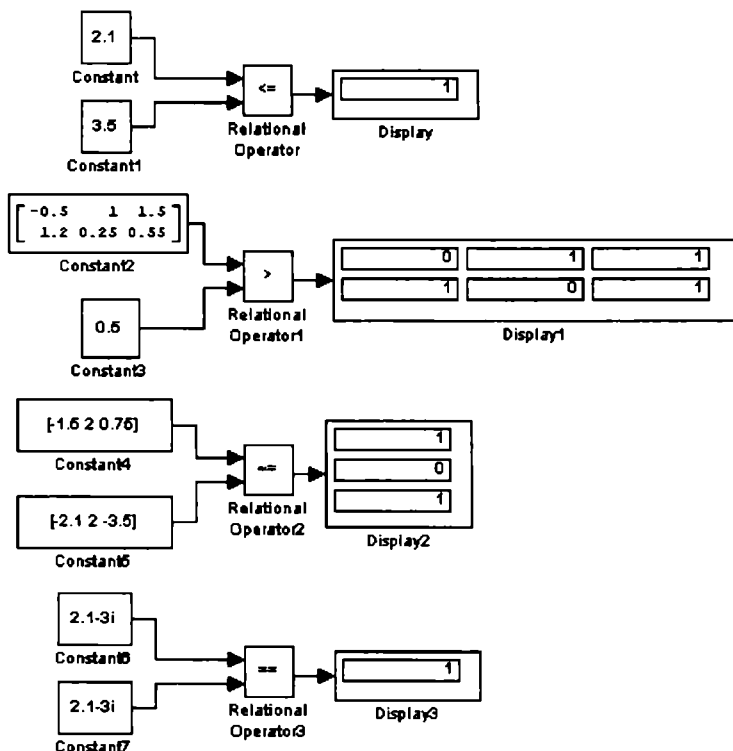 2.1
Constant
3.5
Constant1
<=
Relational
Operator
1
Display
-0.5 1 1.5
1.2 0.25 0.55
Constant2
0.5
Constant3
>
Relational
Operator1
0 1 1
1 0 1
Display1
[-1.5 2 0.75]
Constant4
[-2.1 2 -3.5]
Constant5
~=
Relational
Operator2
1
0
1
Display2
2.1-3i
Constant6
2.1-3i
Constant7
==
Relational
Operator3
1
Display3